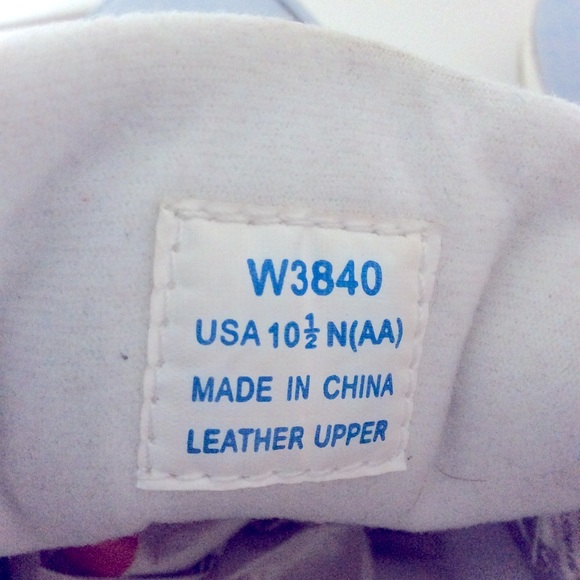 W3840
USA 10½ N(AA)
MADE IN CHINA
LEATHER UPPER